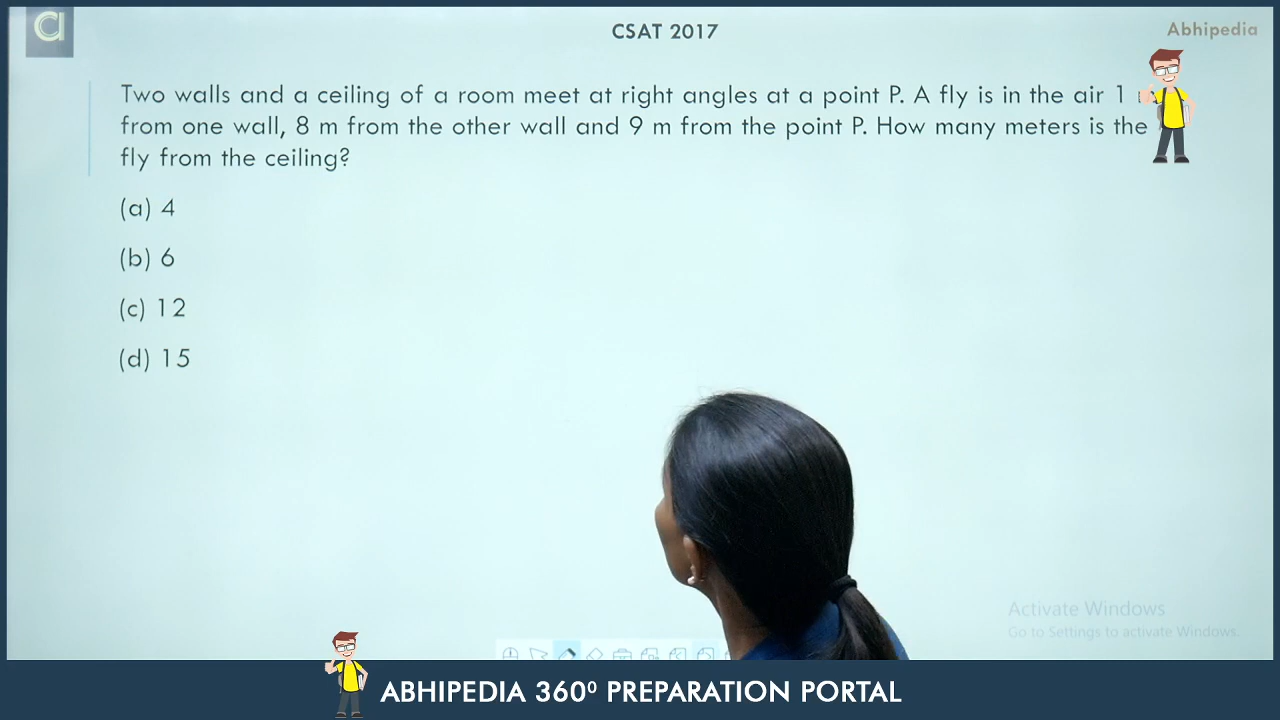 CSAT 2017
Abhipedia
Two walls and a ceiling of a room meet at right angles at a point P. A fly is in the air 1
from one wall, 8 m from the other wall and 9 m from the point P. How many meters is the
fly from the ceiling?
(a) 4
(b) 6
(c) 12
(d) 15
Activate Windows
Go to Settings to activate Windows.
ABHIPEDIA 360⁰ PREPARATION PORTAL